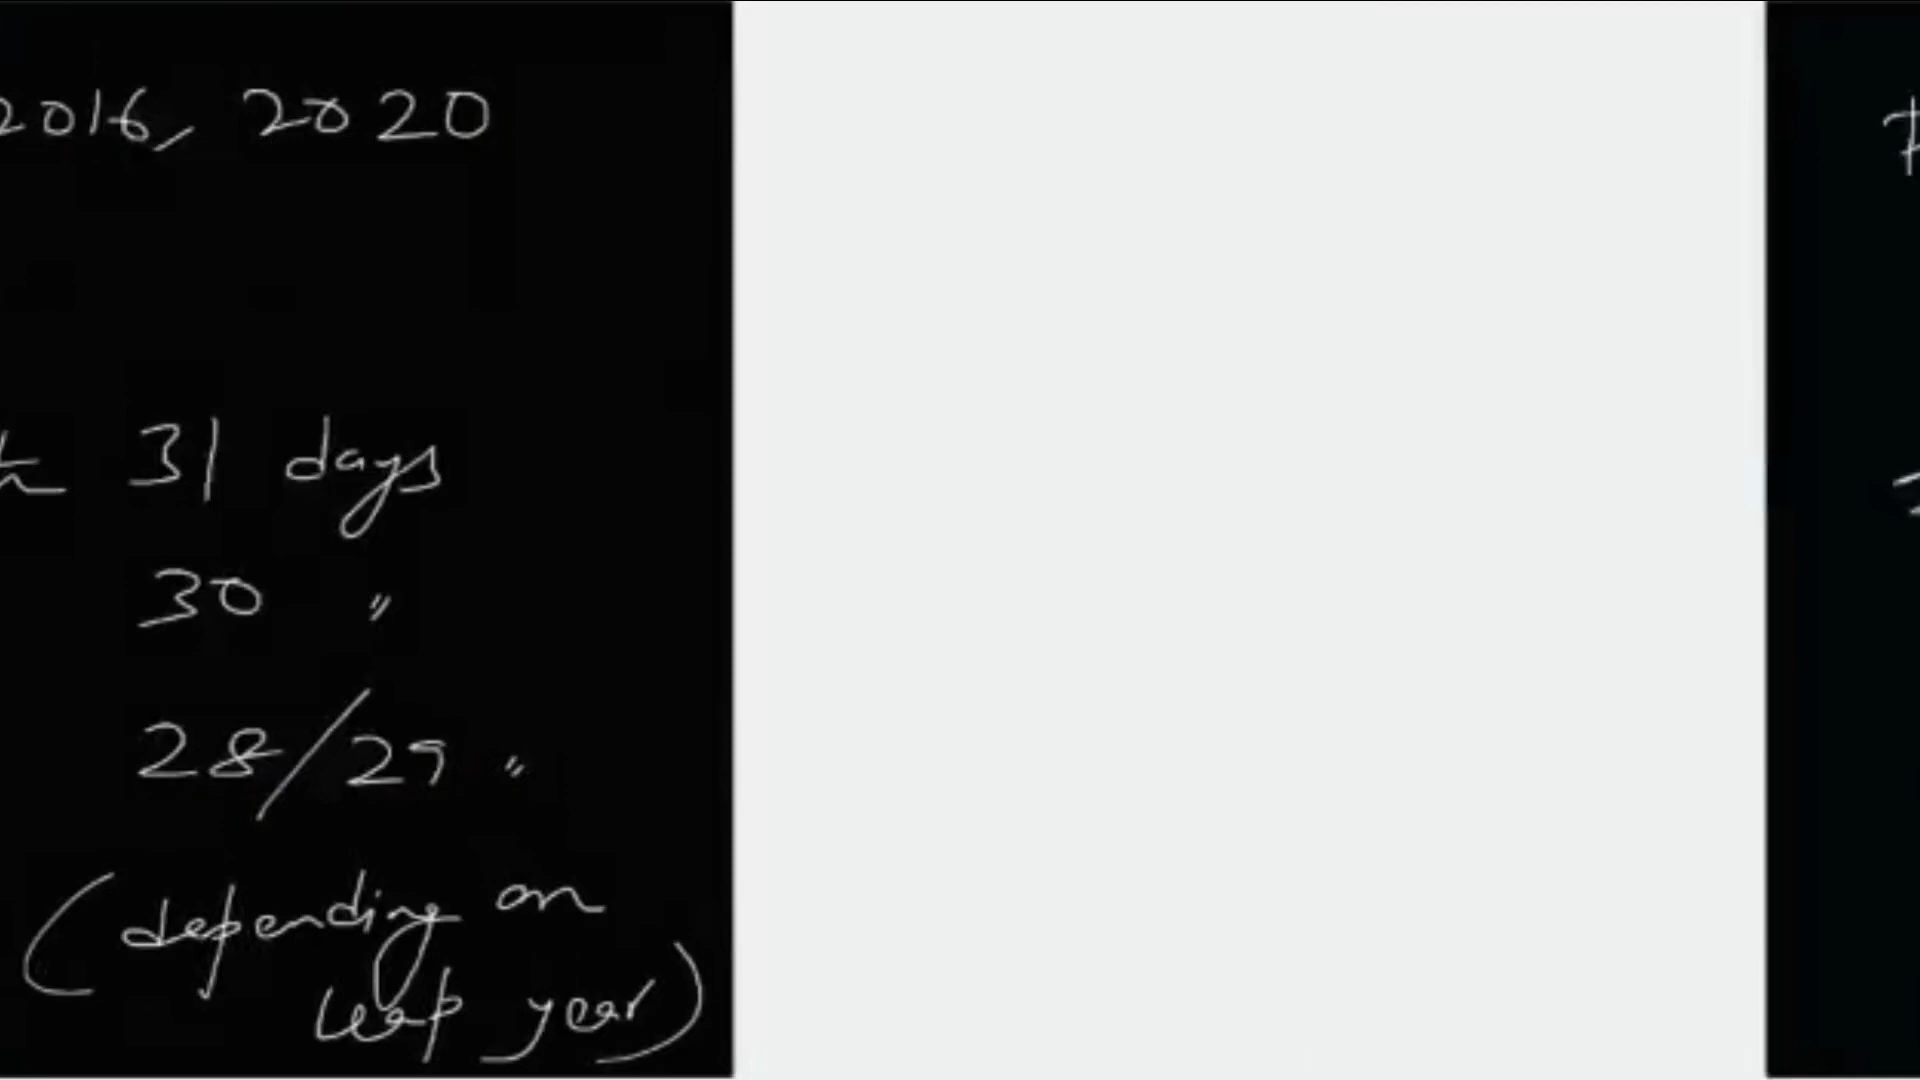 2016, 2020
31 days
30 "
28/29 "
(depending on
leap year)